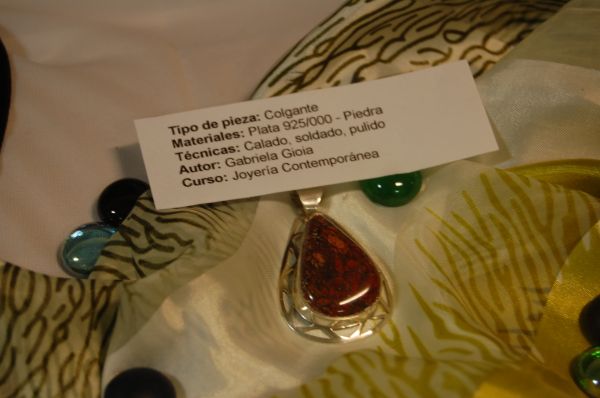 Tipo de pieza: Colgante
Materiales: Plata 925/000 - Piedra
Técnicas: Calado, soldado, pulido
Autor: Gabriela Gioia
Curso: Joyería Contemporánea